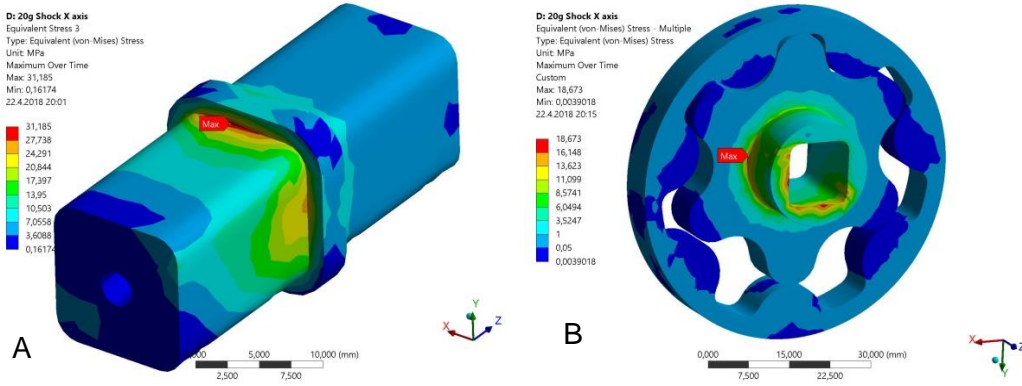 D: 20g Shock X axis
Equivalent Stress 3
Type: Equivalent (von-Mises) Stress
Unit: MPa
Maximum Over Time
Max: 31,185
Min: 0,16174
22.4.2018 20:01
31,185
27,738
24,291
20,844
17,397
13,95
10,503
7,0558
3,6088
0,16174
Max
A
,000 5,000 10,000 (mm)
2,500 7,500
X Y Z
D: 20g Shock X axis
Equivalent (von-Mises) Stress - Multiple
Type: Equivalent (von-Mises) Stress
Unit: MPa
Maximum Over Time
Custom
Max: 18,673
Min: 0,0039018
22.4.2018 20:15
18,673
16,148
13,623
11,099
8,5741
6,0494
3,5247
1
0,05
0,0039018
Max
B
0,000 15,000 30,000 (mm)
7,500 22,500
X Z
Y